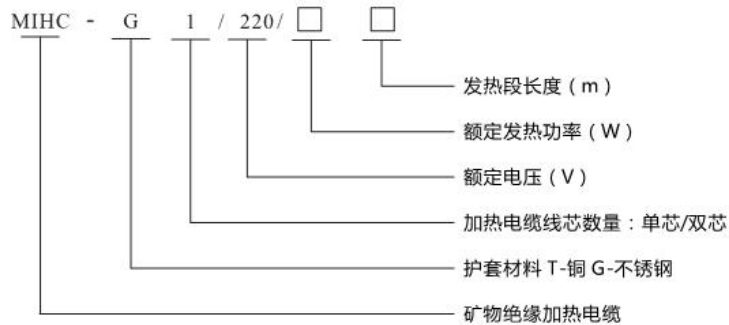 MIHC - G 1 / 220/ □ □
发热段长度（m）
额定发热功率（W）
额定电压（V）
加热电缆线芯数量：单芯/双芯
护套材料 T-铜 G-不锈钢
矿物绝缘加热电缆